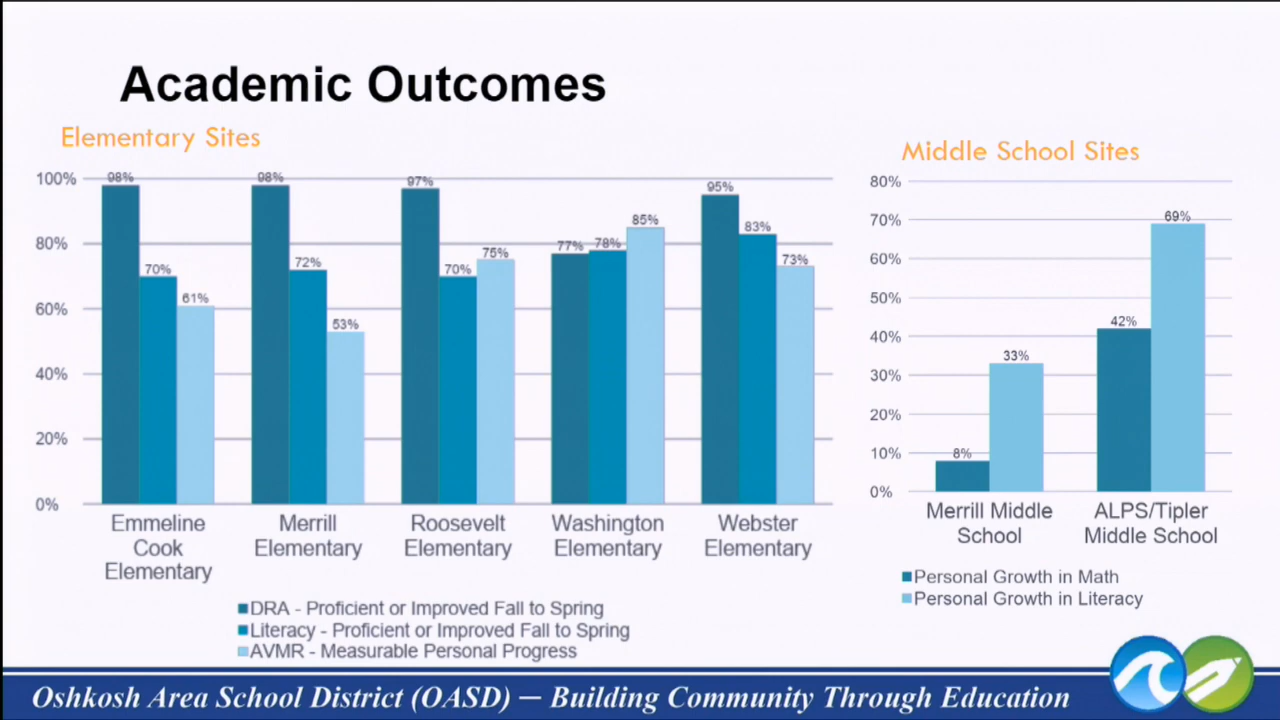 Academic Outcomes
Elementary Sites
100%
80%
60%
40%
20%
0%
98%
70%
61%
98%
72%
53%
97%
70%
75%
77%
78%
85%
95%
83%
73%
Emmeline
Cook
Elementary
Merrill
Elementary
Roosevelt
Elementary
Washington
Elementary
Webster
Elementary
DRA - Proficient or Improved Fall to Spring
Literacy - Proficient or Improved Fall to Spring
AVMR - Measurable Personal Progress
Middle School Sites
80%
70%
60%
50%
40%
30%
20%
10%
0%
8%
33%
42%
69%
Merrill Middle
School
ALPS/Tipler
Middle School
Personal Growth in Math
Personal Growth in Literacy
Oshkosh Area School District (OASD) — Building Community Through Education